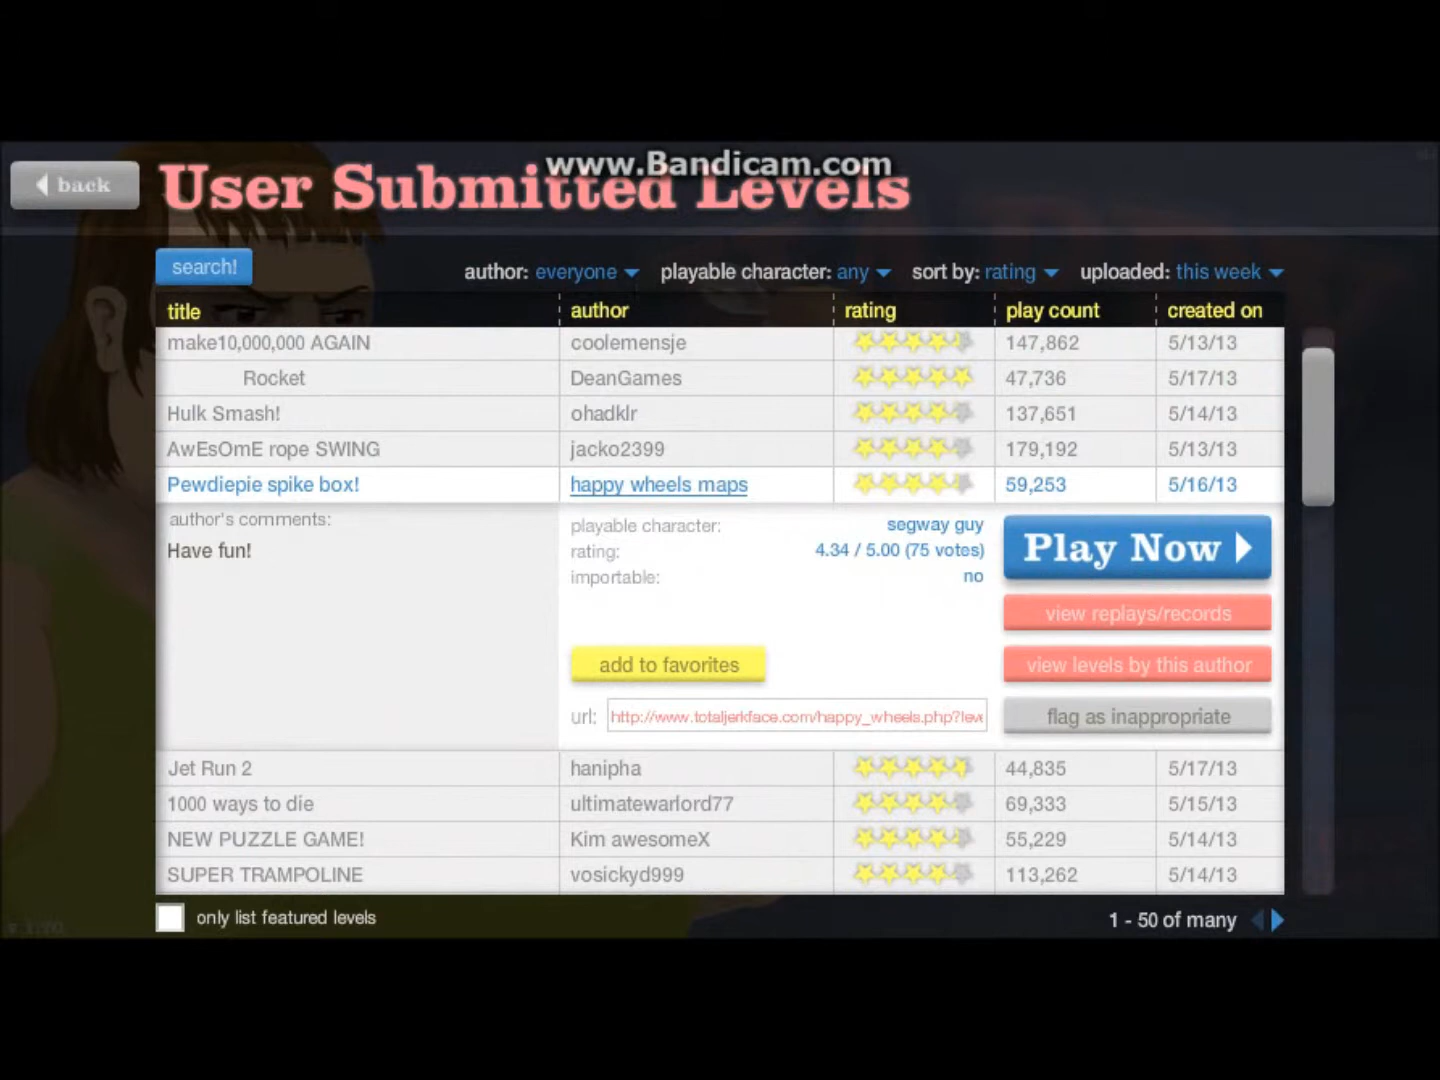 www.Bandicam.com
back
User Submitted Levels
search!
author: everyone playable character: any sort by: rating uploaded: this week
title author rating play count created on
make10,000,000 AGAIN coolemensje 147,862 5/13/13
Rocket DeanGames 47,736 5/17/13
Hulk Smash! ohadklr 137,651 5/14/13
AwEsOmE rope SWING jacko2399 179,192 5/13/13
Pewdiepie spike box! happy wheels maps 59,253 5/16/13
author's comments:
Have fun!
playable character: segway guy
rating: 4.34 / 5.00 (75 votes)
importable: no
add to favorites
url: http://www.totaljerkface.com/happy_wheels.php?lev
Play Now
view replays/records
view levels by this author
flag as inappropriate
Jet Run 2 hanipha 44,835 5/17/13
1000 ways to die ultimatewarlord77 69,333 5/15/13
NEW PUZZLE GAME! Kim awesomeX 55,229 5/14/13
SUPER TRAMPOLINE vosickyd999 113,262 5/14/13
only list featured levels
1 - 50 of many